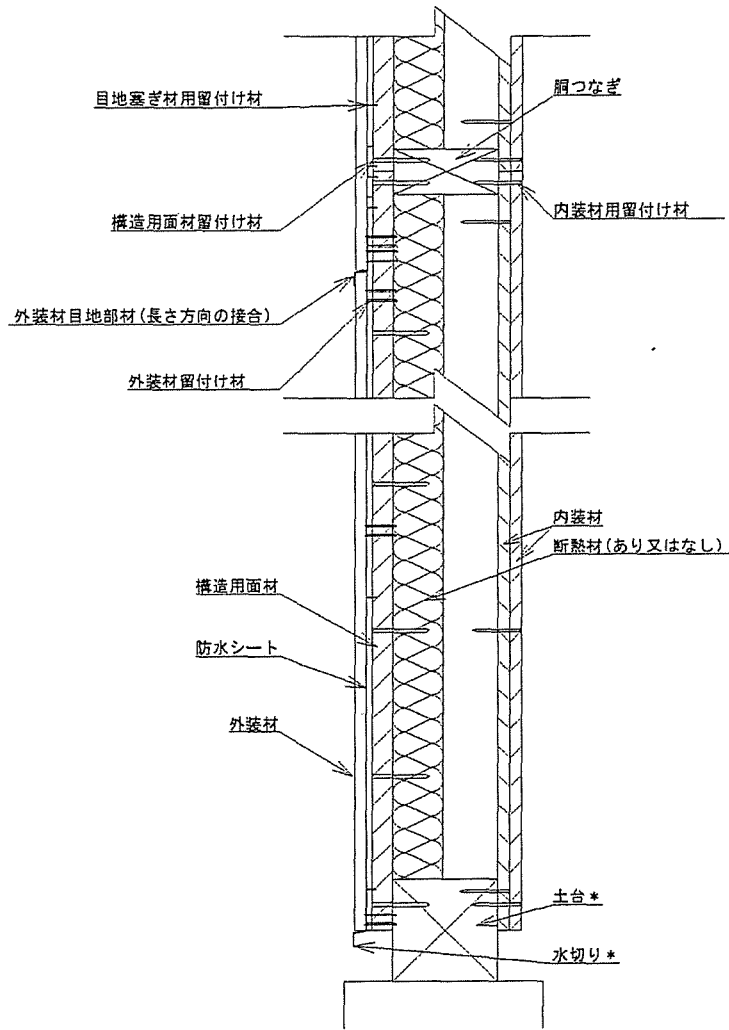 目地塞ぎ材用留付け材
胴つなぎ
構造用面材留付け材
内装材用留付け材
外装材目地部材(長さ方向の接合)
外装材留付け材
内装材
断熱材(あり又はなし)
構造用面材
防水シート
外装材
土台*
水切り*